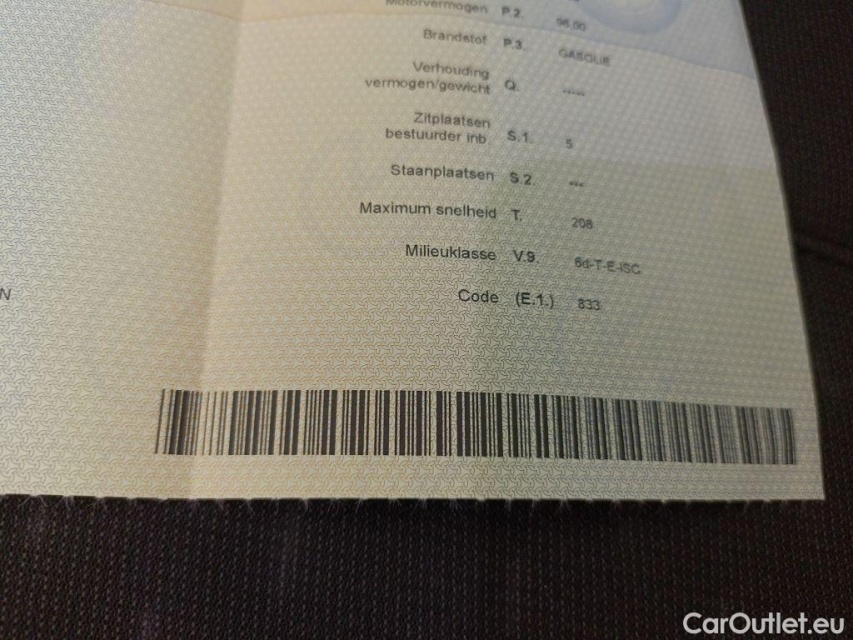 Motorvermogen P.2. 96.00
Brandstof P.3. GASOLIE
Verhouding
vermogen/gewicht Q. -----
Zitplaatsen
bestuurder inb. S.1. 5
Staanplaatsen S.2. ---
Maximum snelheid T. 208
Milieuklasse V.9. 6d-T-E-ISC
Code (E.1.) 833
N
CarOutlet.eu